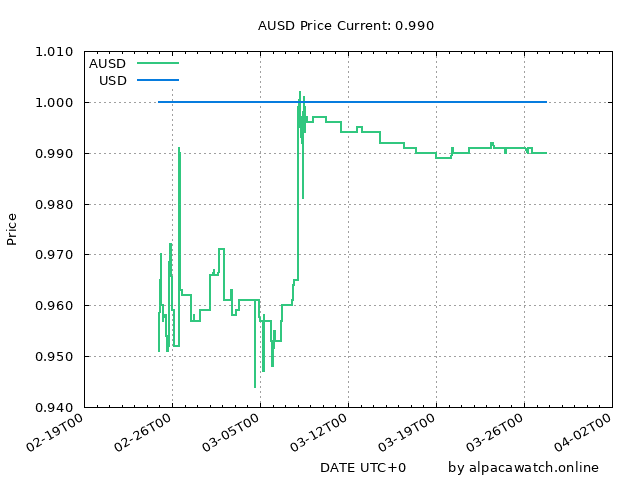 AUSD Price Current: 0.990
1.010
AUSD
USD
1.000
0.990
0.980
0.970
0.960
0.950
0.940
Price
02-19T00
02-26T00
03-05T00
03-12T00
03-19T00
03-26T00
04-02T00
DATE UTC+0
by alpacawatch.online